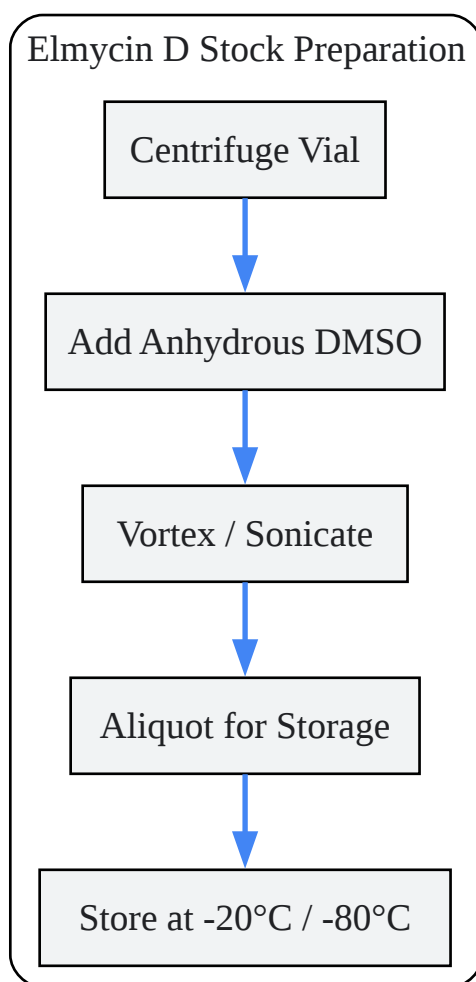 Elmycin D Stock Preparation
Centrifuge Vial
Add Anhydrous DMSO
Vortex / Sonicate
Aliquot for Storage
Store at -20°C / -80°C